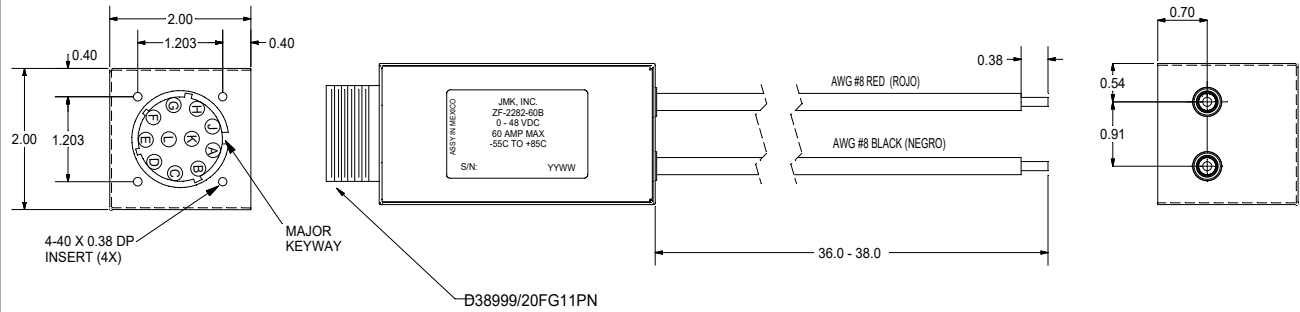 2.00
1.203
0.40
0.40
2.00
1.203
G
H
F
J
E
L
K
A
D
C
B
4-40 X 0.38 DP
INSERT (4X)
MAJOR
KEYWAY
ASSY IN MEXICO
JMK, INC.
ZF-2282-60B
0 - 48 VDC
60 AMP MAX
-55C TO +85C
S/N: YYWW
D38999/20FG11PN
AWG #8 RED (ROJO)
0.38
AWG #8 BLACK (NEGRO)
36.0 - 38.0
0.70
0.54
0.91